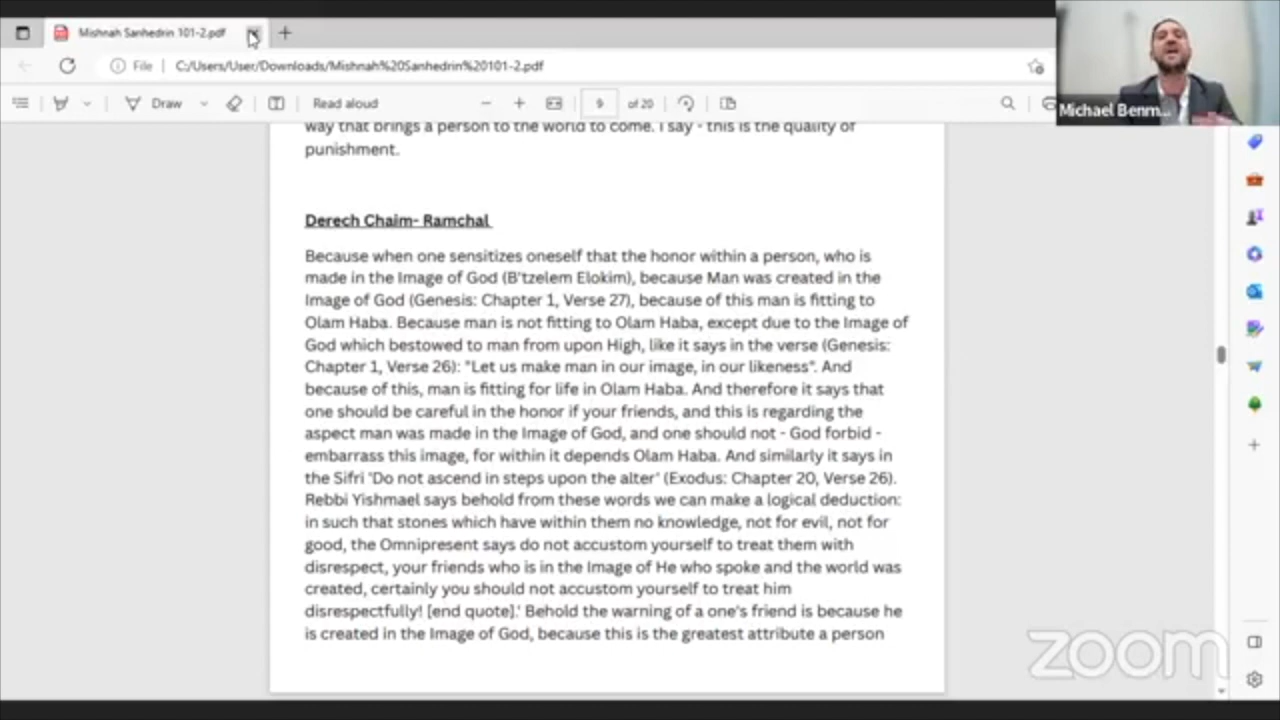 Mishnah Sanhedrin 101-2.pdf
File
C:/Users/User/Downloads/Mishnah%20Sanhedrin%20101-2.pdf
Draw
Read aloud
9
of 20
Michael Benm...
way that brings a person to the world to come. I say - this is the quality of
punishment.
Derech Chaim- Ramchal
Because when one sensitizes oneself that the honor within a person, who is
made in the Image of God (B'tzelem Elokim), because Man was created in the
Image of God (Genesis: Chapter 1, Verse 27), because of this man is fitting to
Olam Haba. Because man is not fitting to Olam Haba, except due to the Image of
God which bestowed to man from upon High, like it says in the verse (Genesis:
Chapter 1, Verse 26): "Let us make man in our image, in our likeness". And
because of this, man is fitting for life in Olam Haba. And therefore it says that
one should be careful in the honor if your friends, and this is regarding the
aspect man was made in the Image of God, and one should not - God forbid -
embarrass this image, for within it depends Olam Haba. And similarly it says in
the Sifri 'Do not ascend in steps upon the alter' (Exodus: Chapter 20, Verse 26).
Rebbi Yishmael says behold from these words we can make a logical deduction:
in such that stones which have within them no knowledge, not for evil, not for
good, the Omnipresent says do not accustom yourself to treat them with
disrespect, your friends who is in the Image of He who spoke and the world was
created, certainly you should not accustom yourself to treat him
disrespectfully! [end quote].' Behold the warning of a one's friend is because he
is created in the Image of God, because this is the greatest attribute a person
zoom